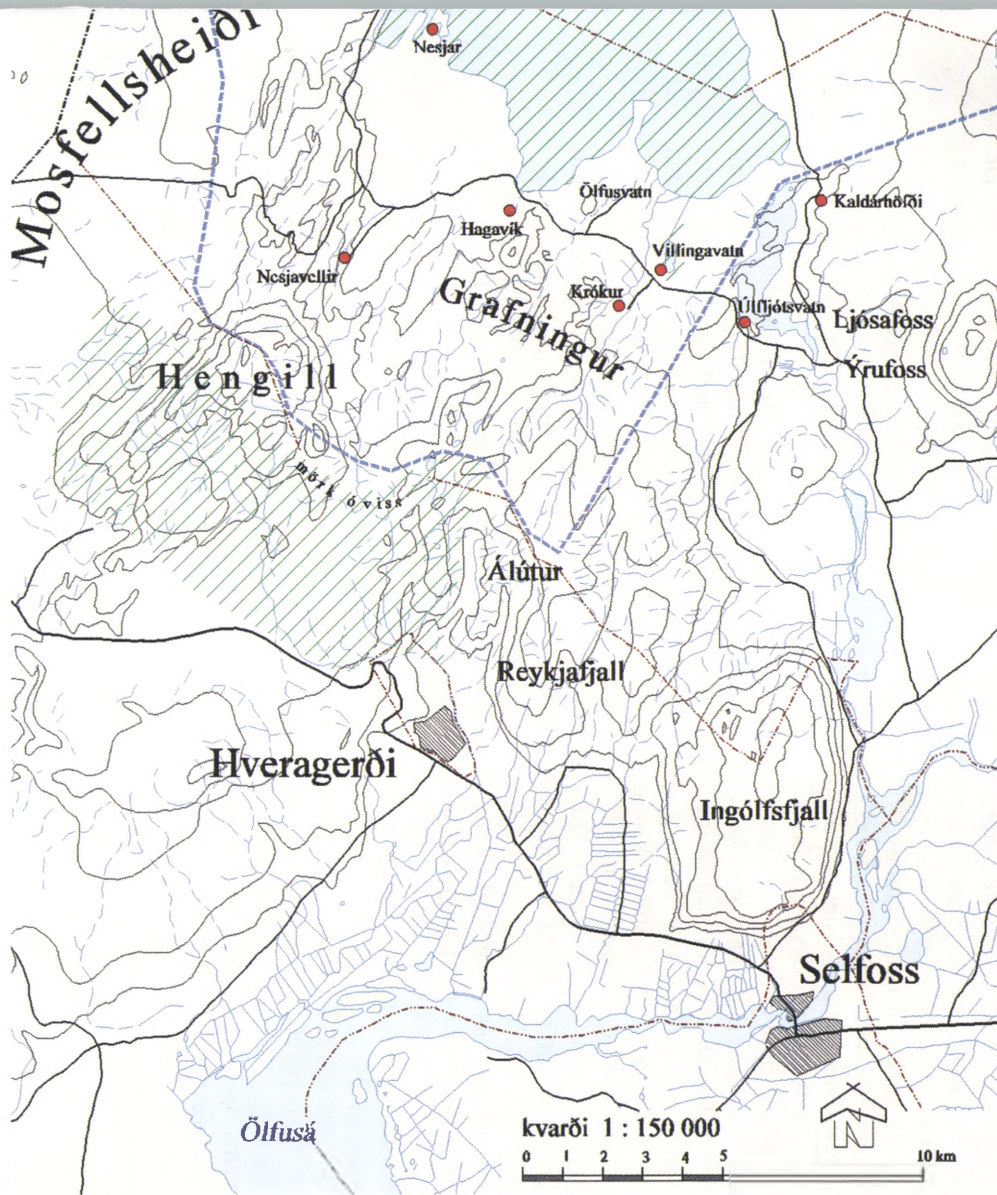 Mosfellsheiði
Nesjar
Ölfusvatn
Kaldárhöfði
Hagavík
Villingavatn
Nesjavellir
Krókur
Grafningur
Úlfljótsvatn
Ljósafoss
Ýrufoss
Hengill
mörk óviss
Álútur
Reykjafjall
Hveragerði
Ingólfsfjall
Selfoss
Ölfusá
kvarði 1 : 150 000
0 1 2 3 4 5 10 km
N